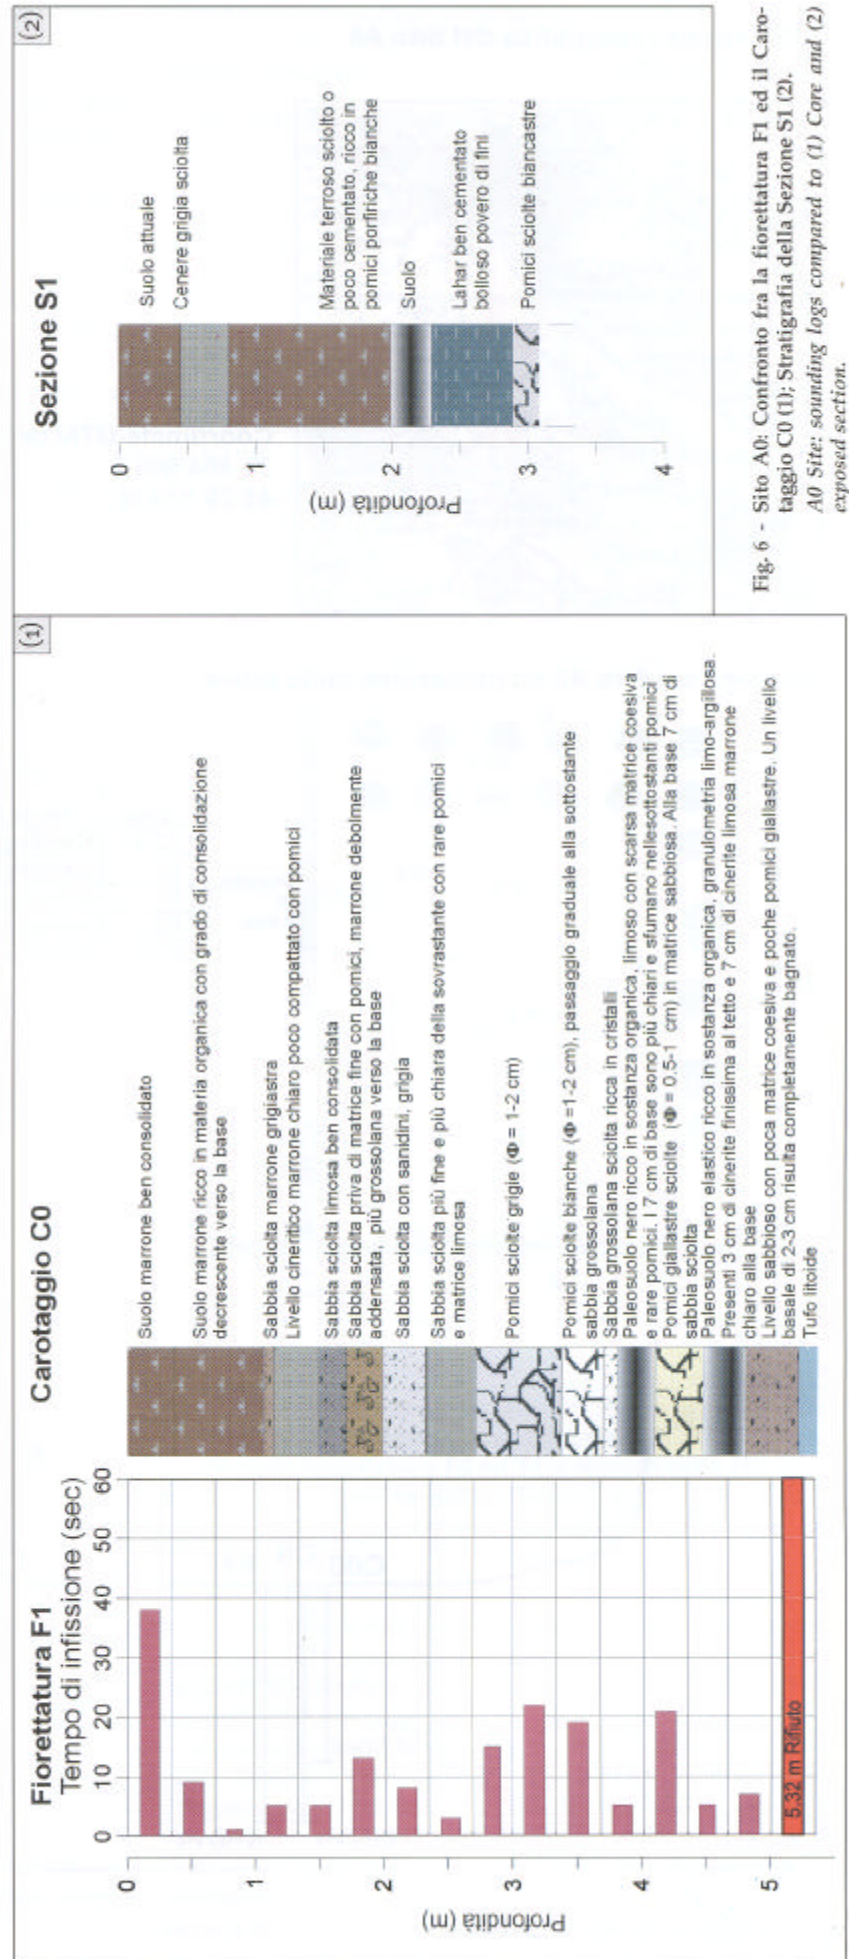 (1)
Fiorettatura F1
Tempo di infissione (sec)
0
10
20
30
40
50
60
0
1
2
3
4
5
Profondità (m)
5,32 m Rifiuto
Carotaggio C0
Suolo marrone ben consolidato
Suolo marrone ricco in materia organica con grado di consolidazione
decrescente verso la base
Sabbia sciolta marrone grigiastra
Livello cineritico marrone chiaro poco compattato con pomici
Sabbia sciolta limosa ben consolidata
Sabbia sciolta priva di matrice fine con pomici, marrone debolmente
addensata, più grossolana verso la base
Sabbia sciolta con sanidini, grigia
Sabbia sciolta più fine e più chiara della sovrastante con rare pomici
e matrice limosa
Pomici sciolte grigie (Φ = 1-2 cm)
Pomici sciolte bianche (Φ =1-2 cm), passaggio graduale alla sottostante
sabbia grossolana
Sabbia grossolana sciolta ricca in cristalli
Paleosuolo nero ricco in sostanza organica, limoso con scarsa matrice coesiva
e rare pomici. I 7 cm di base sono più chiari e sfumano nellesottostanti pomici
Pomici giallastre sciolte (Φ = 0.5-1 cm) in matrice sabbiosa. Alla base 7 cm di
sabbia sciolta
Paleosuolo nero elastico ricco in sostanza organica, granulometria limo-argillosa.
Presenti 3 cm di cinerite finissima al tetto e 7 cm di cinerite limosa marrone
chiaro alla base
Livello sabbioso con poca matrice coesiva e poche pomici giallastre. Un livello
basale di 2-3 cm risulta completamente bagnato.
Tufo litoide
(2)
Sezione S1
0
1
2
3
4
Profondità (m)
Suolo attuale
Cenere grigia sciolta
Materiale terroso sciolto o
poco cementato, ricco in
pomici porfiriche bianche
Suolo
Lahar ben cementato
bolloso povero di fini
Pomici sciolte biancastre
Fig. 6 - Sito A0: Confronto fra la fiorettatura F1 ed il Caro-
taggio C0 (1); Stratigrafia della Sezione S1 (2).
A0 Site: sounding logs compared to (1) Core and (2)
exposed section.